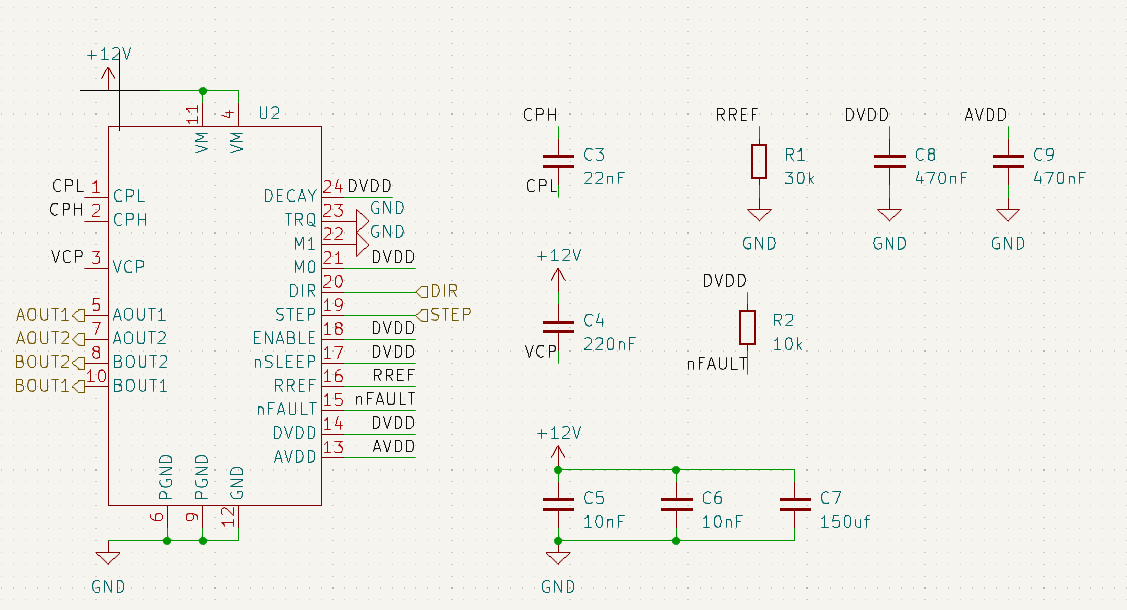 +12V
U2
11
4
VM
VM
CPL 1 CPL
CPH 2 CPH
VCP 3 VCP
AOUT1 5 AOUT1
AOUT2 7 AOUT2
BOUT2 8 BOUT2
BOUT1 10 BOUT1
DECAY 24 DVDD
TRQ 23 GND
M1 22 GND
M0 21 DVDD
DIR 20 DIR
STEP 19 STEP
ENABLE 18 DVDD
nSLEEP 17 DVDD
RREF 16 RREF
nFAULT 15 nFAULT
DVDD 14 DVDD
AVDD 13 AVDD
PGND
PGND
GND
6
9
12
GND
CPH
C3
22nF
CPL
RREF
R1
30k
GND
DVDD
C8
470nF
GND
AVDD
C9
470nF
GND
+12V
C4
220nF
VCP
DVDD
R2
10k
nFAULT
+12V
C5
10nF
C6
10nF
C7
150uf
GND